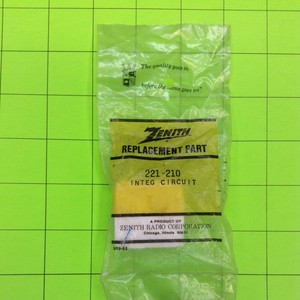 The quality goes in
before the name goes on"
ZENITH
REPLACEMENT PART
221-210
INTEG CIRCUIT
A PRODUCT OF
ZENITH RADIO CORPORATION
Chicago, Illinois